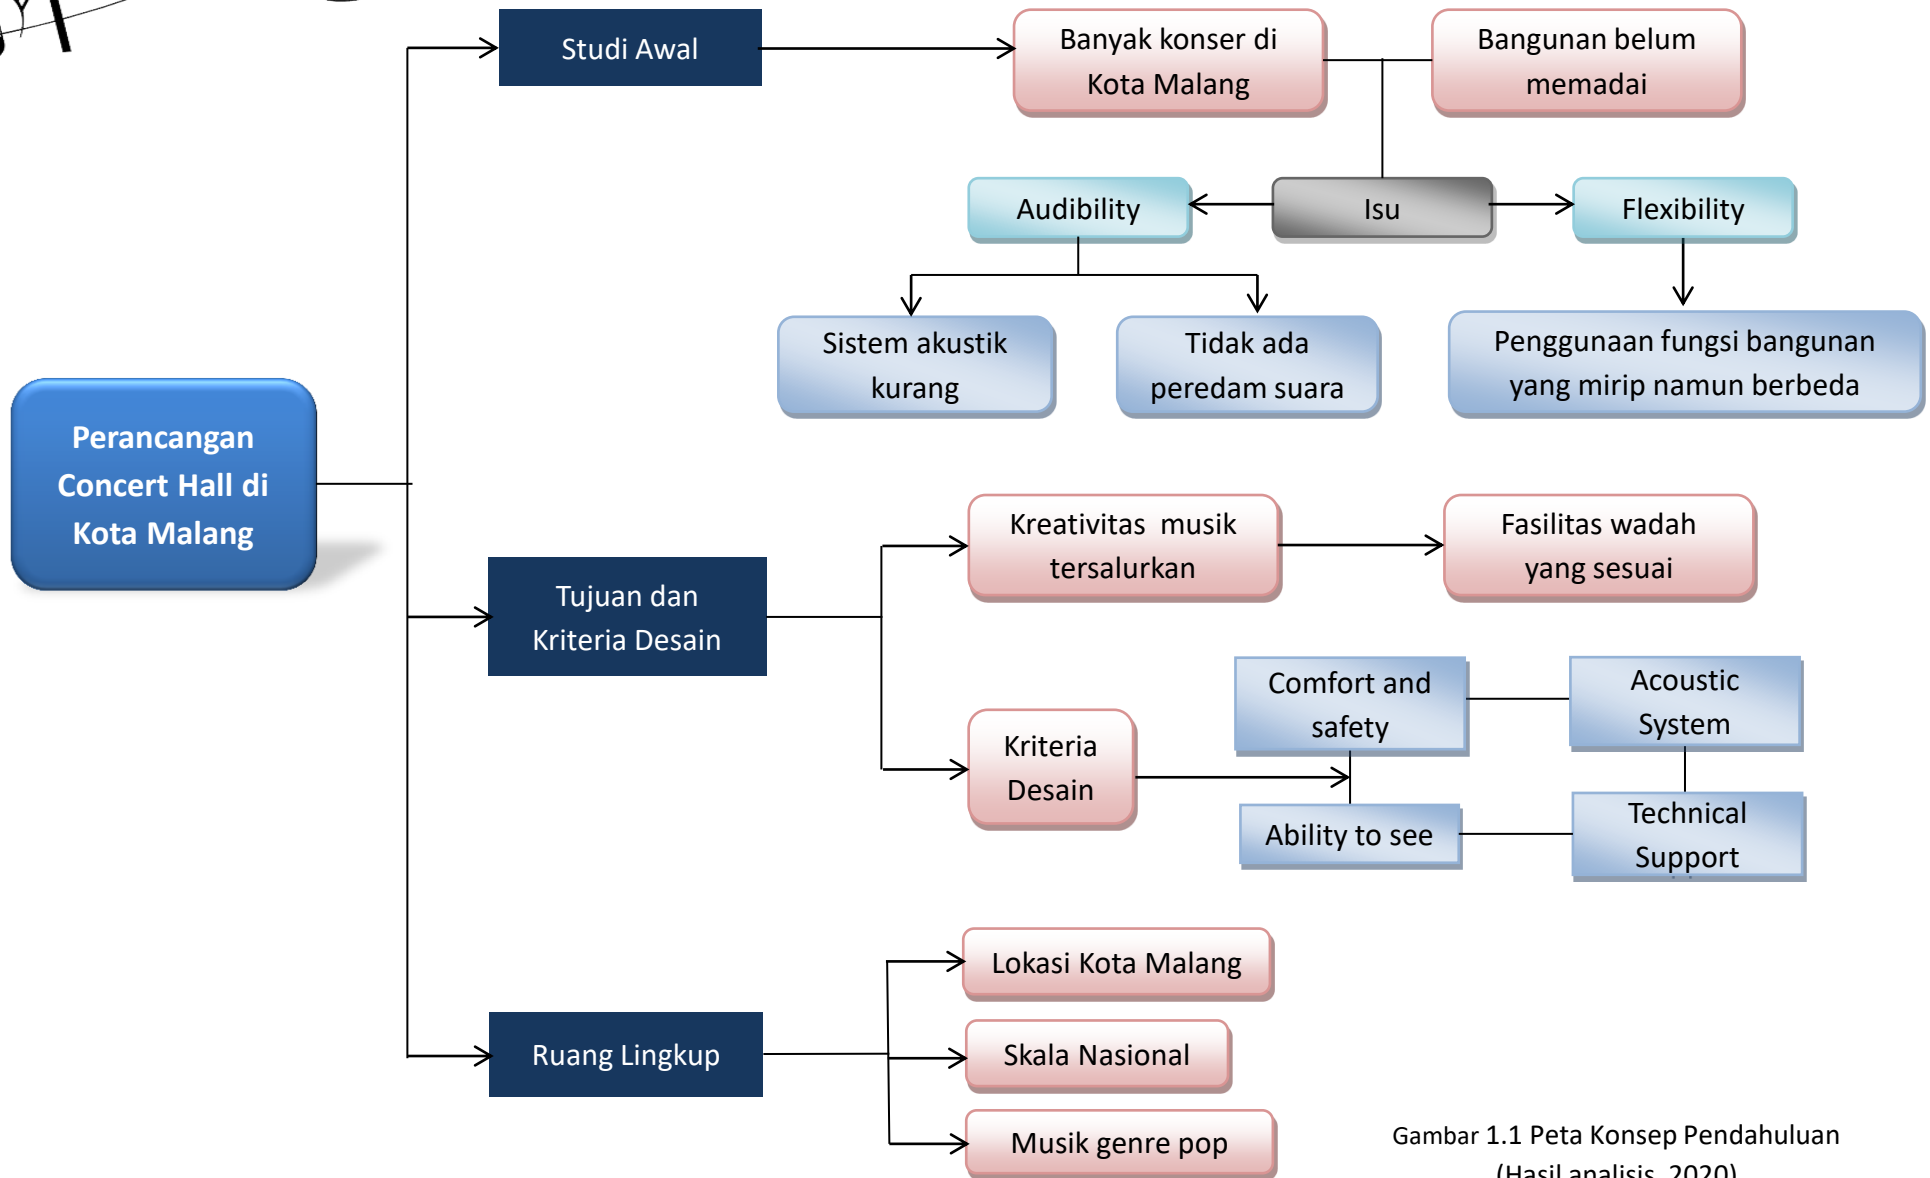 Studi Awal
Banyak konser di
Kota Malang
Bangunan belum
memadai
Audibility
Isu
Flexibility
Sistem akustik
kurang
Tidak ada
peredam suara
Penggunaan fungsi bangunan
yang mirip namun berbeda
Perancangan
Concert Hall di
Kota Malang
Tujuan dan
Kriteria Desain
Kreativitas musik
tersalurkan
Fasilitas wadah
yang sesuai
Kriteria
Desain
Comfort and
safety
Acoustic
System
Ability to see
Technical
Support
Ruang Lingkup
Lokasi Kota Malang
Skala Nasional
Musik genre pop
Gambar 1.1 Peta Konsep Pendahuluan
(Hasil analisis, 2020)